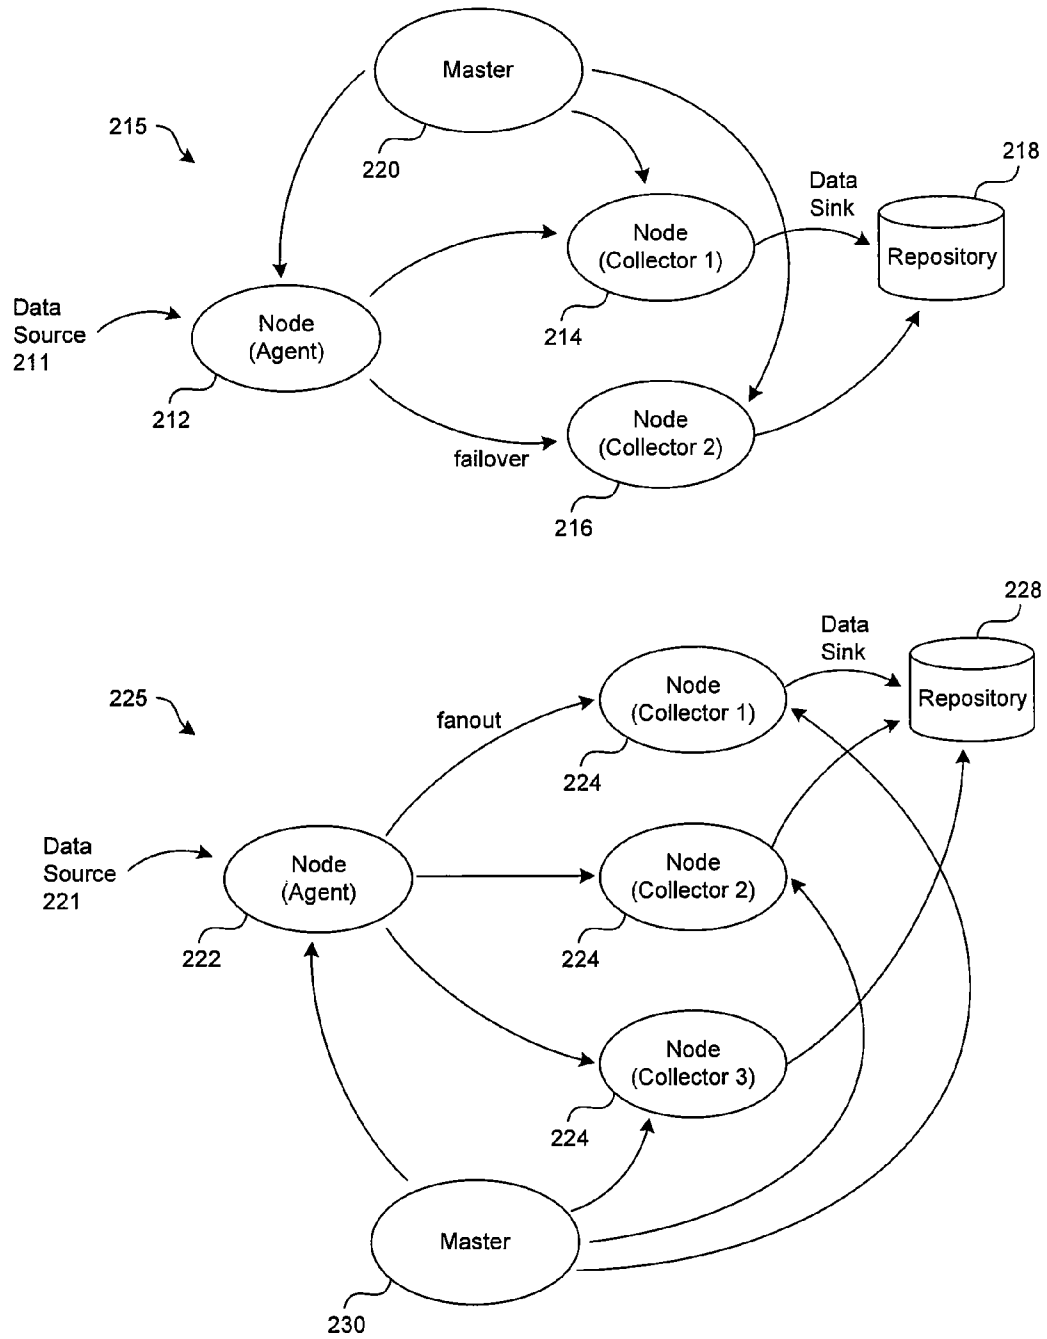 Master
215
220
218
Data
Sink
Node
(Collector 1)
Repository
214
Data
Source
211
Node
(Agent)
212
Node
(Collector 2)
failover
216
228
Data
Sink
225
fanout
Node
(Collector 1)
Repository
224
Data
Source
221
Node
(Agent)
222
Node
(Collector 2)
224
Node
(Collector 3)
224
Master
230